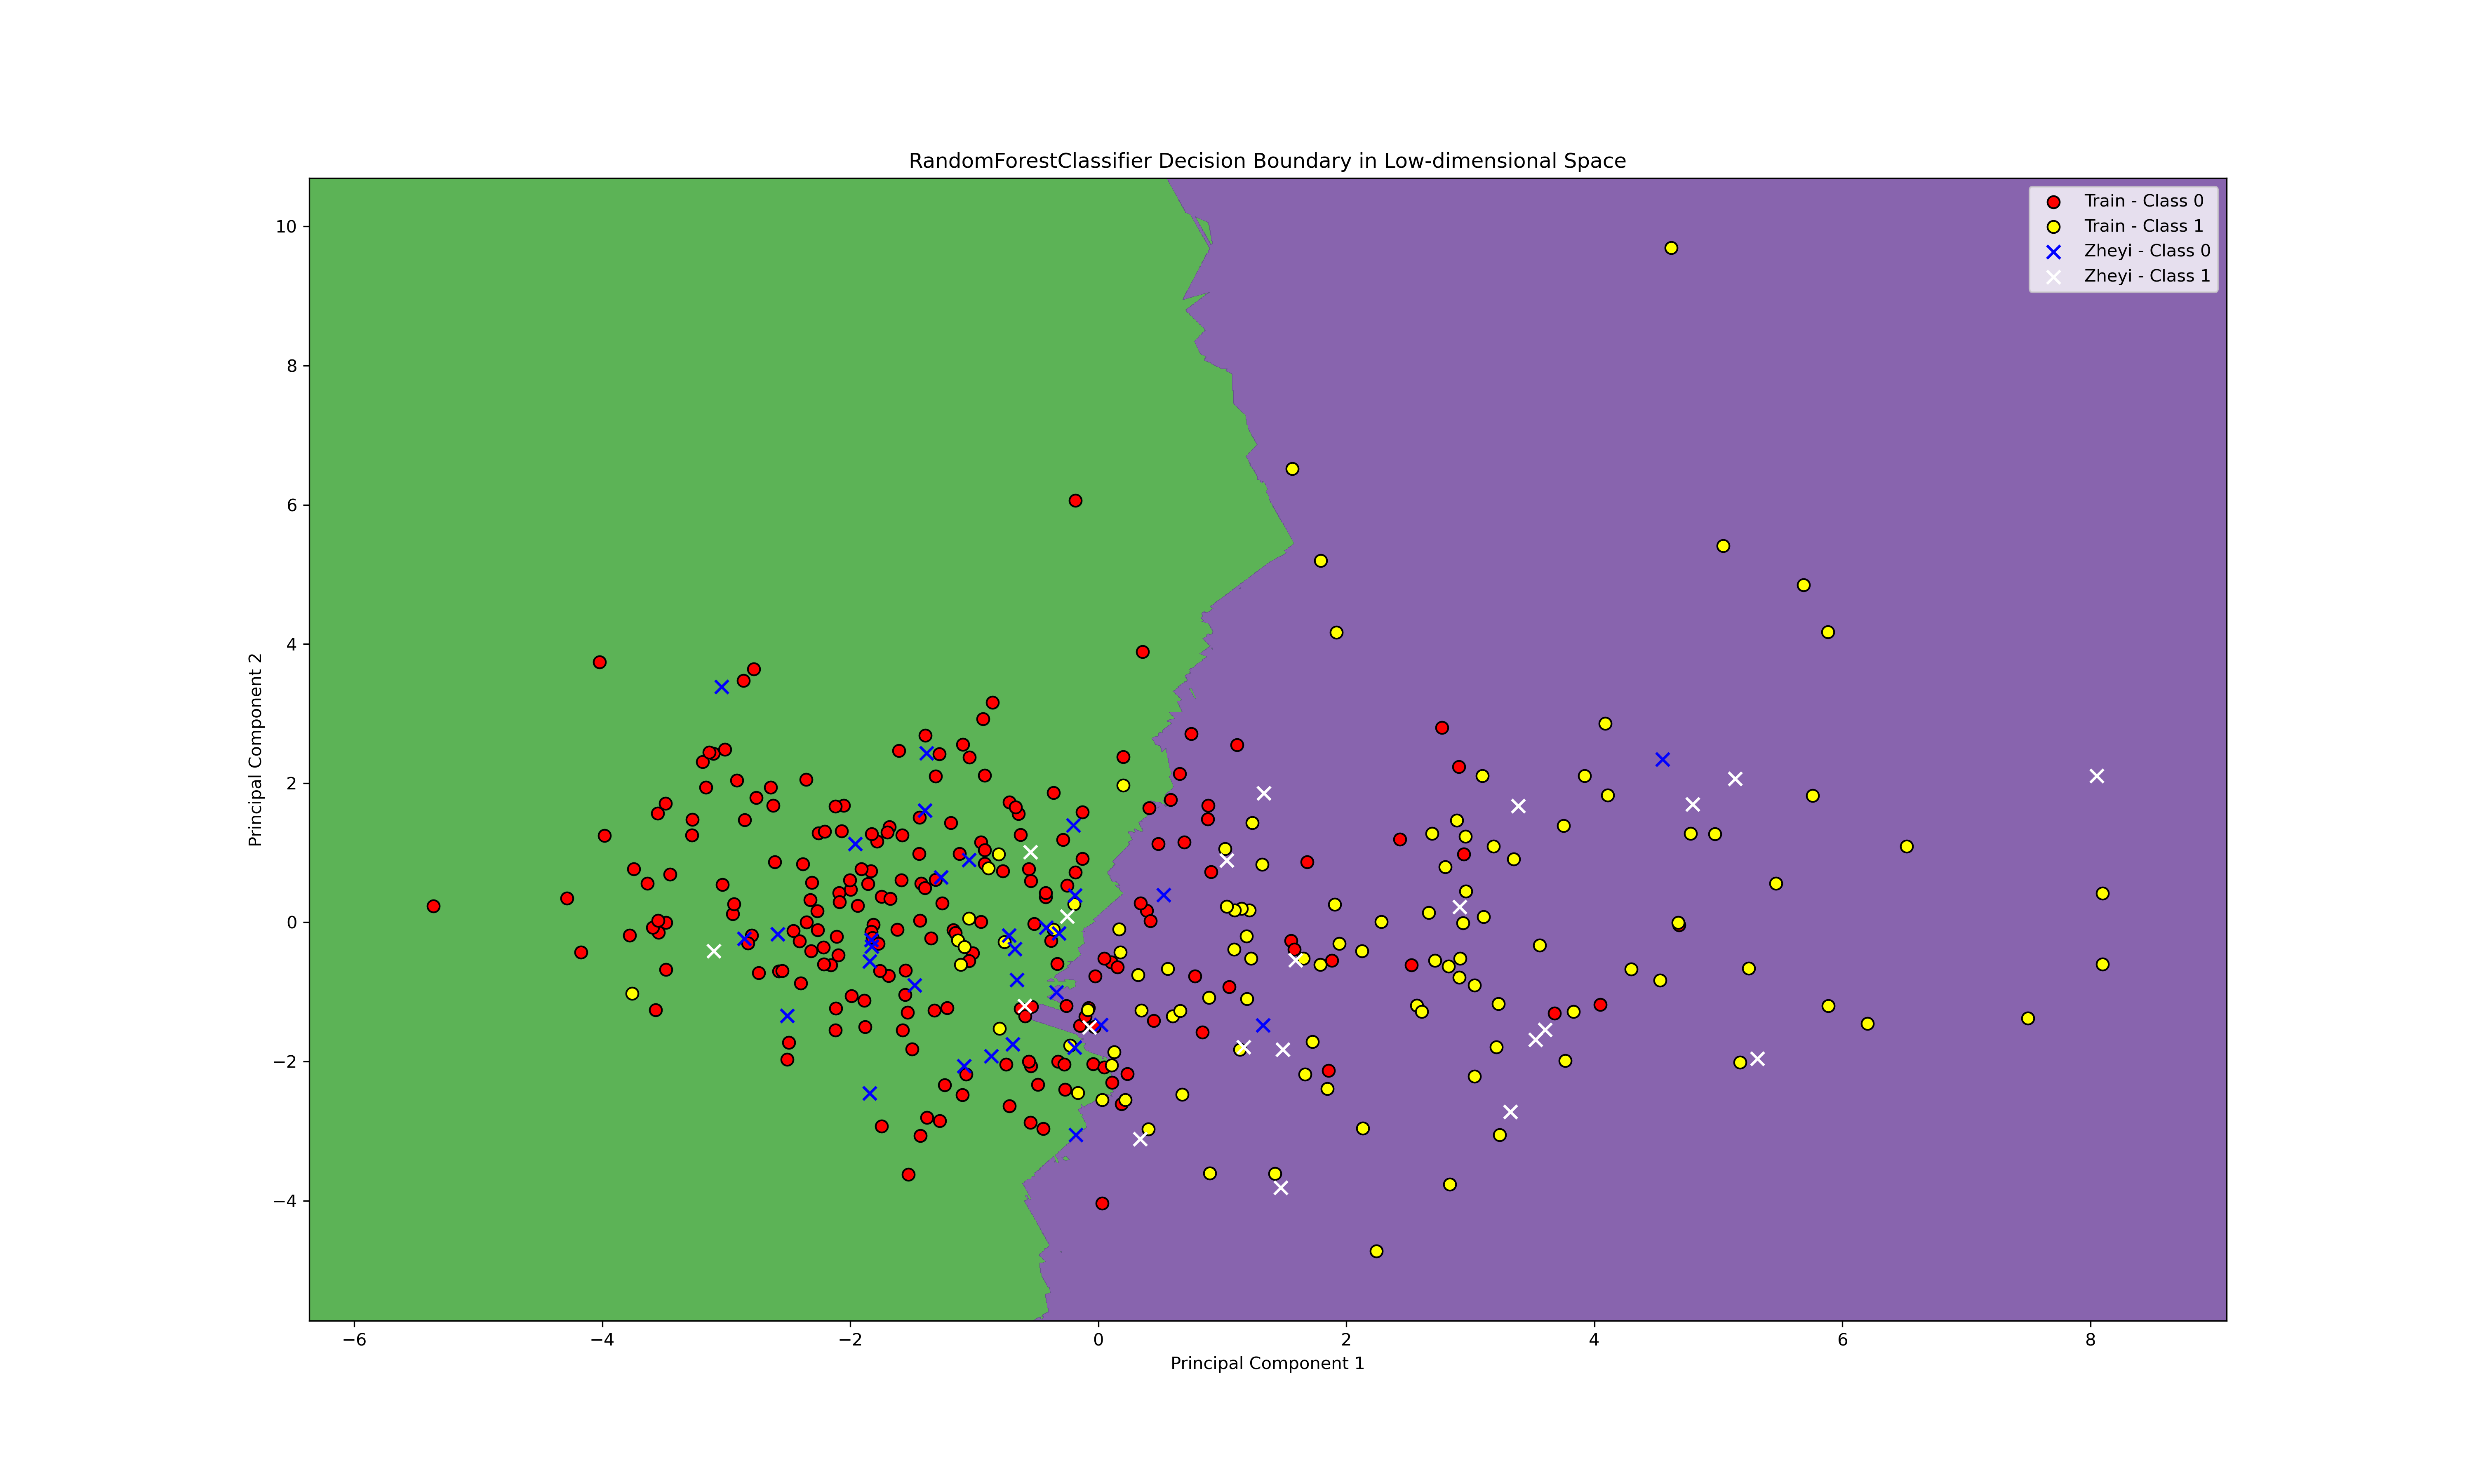 RandomForestClassifier Decision Boundary in Low-dimensional Space
Train - Class 0
Train - Class 1
Zheyi - Class 0
Zheyi - Class 1
10
8
6
4
2
0
−2
−4
Principal Component 2
−6 −4 −2 0 2 4 6 8
Principal Component 1